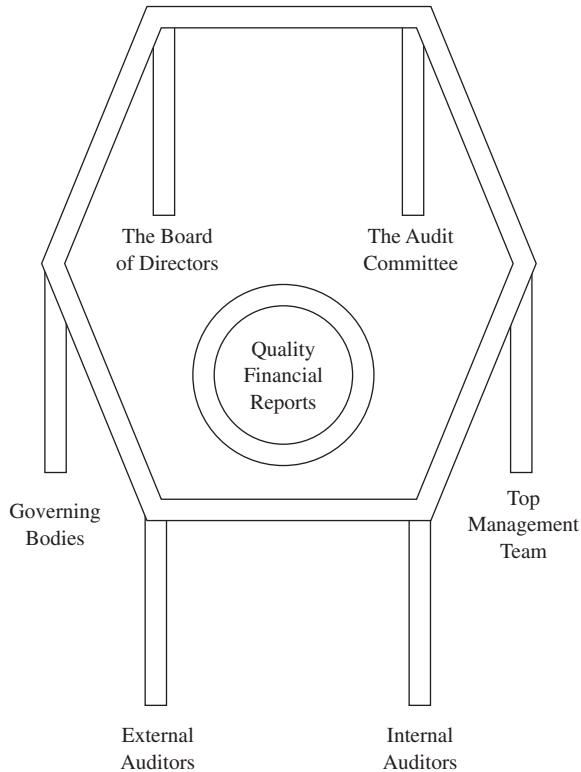 The Board
of Directors
The Audit
Committee
Quality
Financial
Reports
Governing
Bodies
Top
Management
Team
External
Auditors
Internal
Auditors